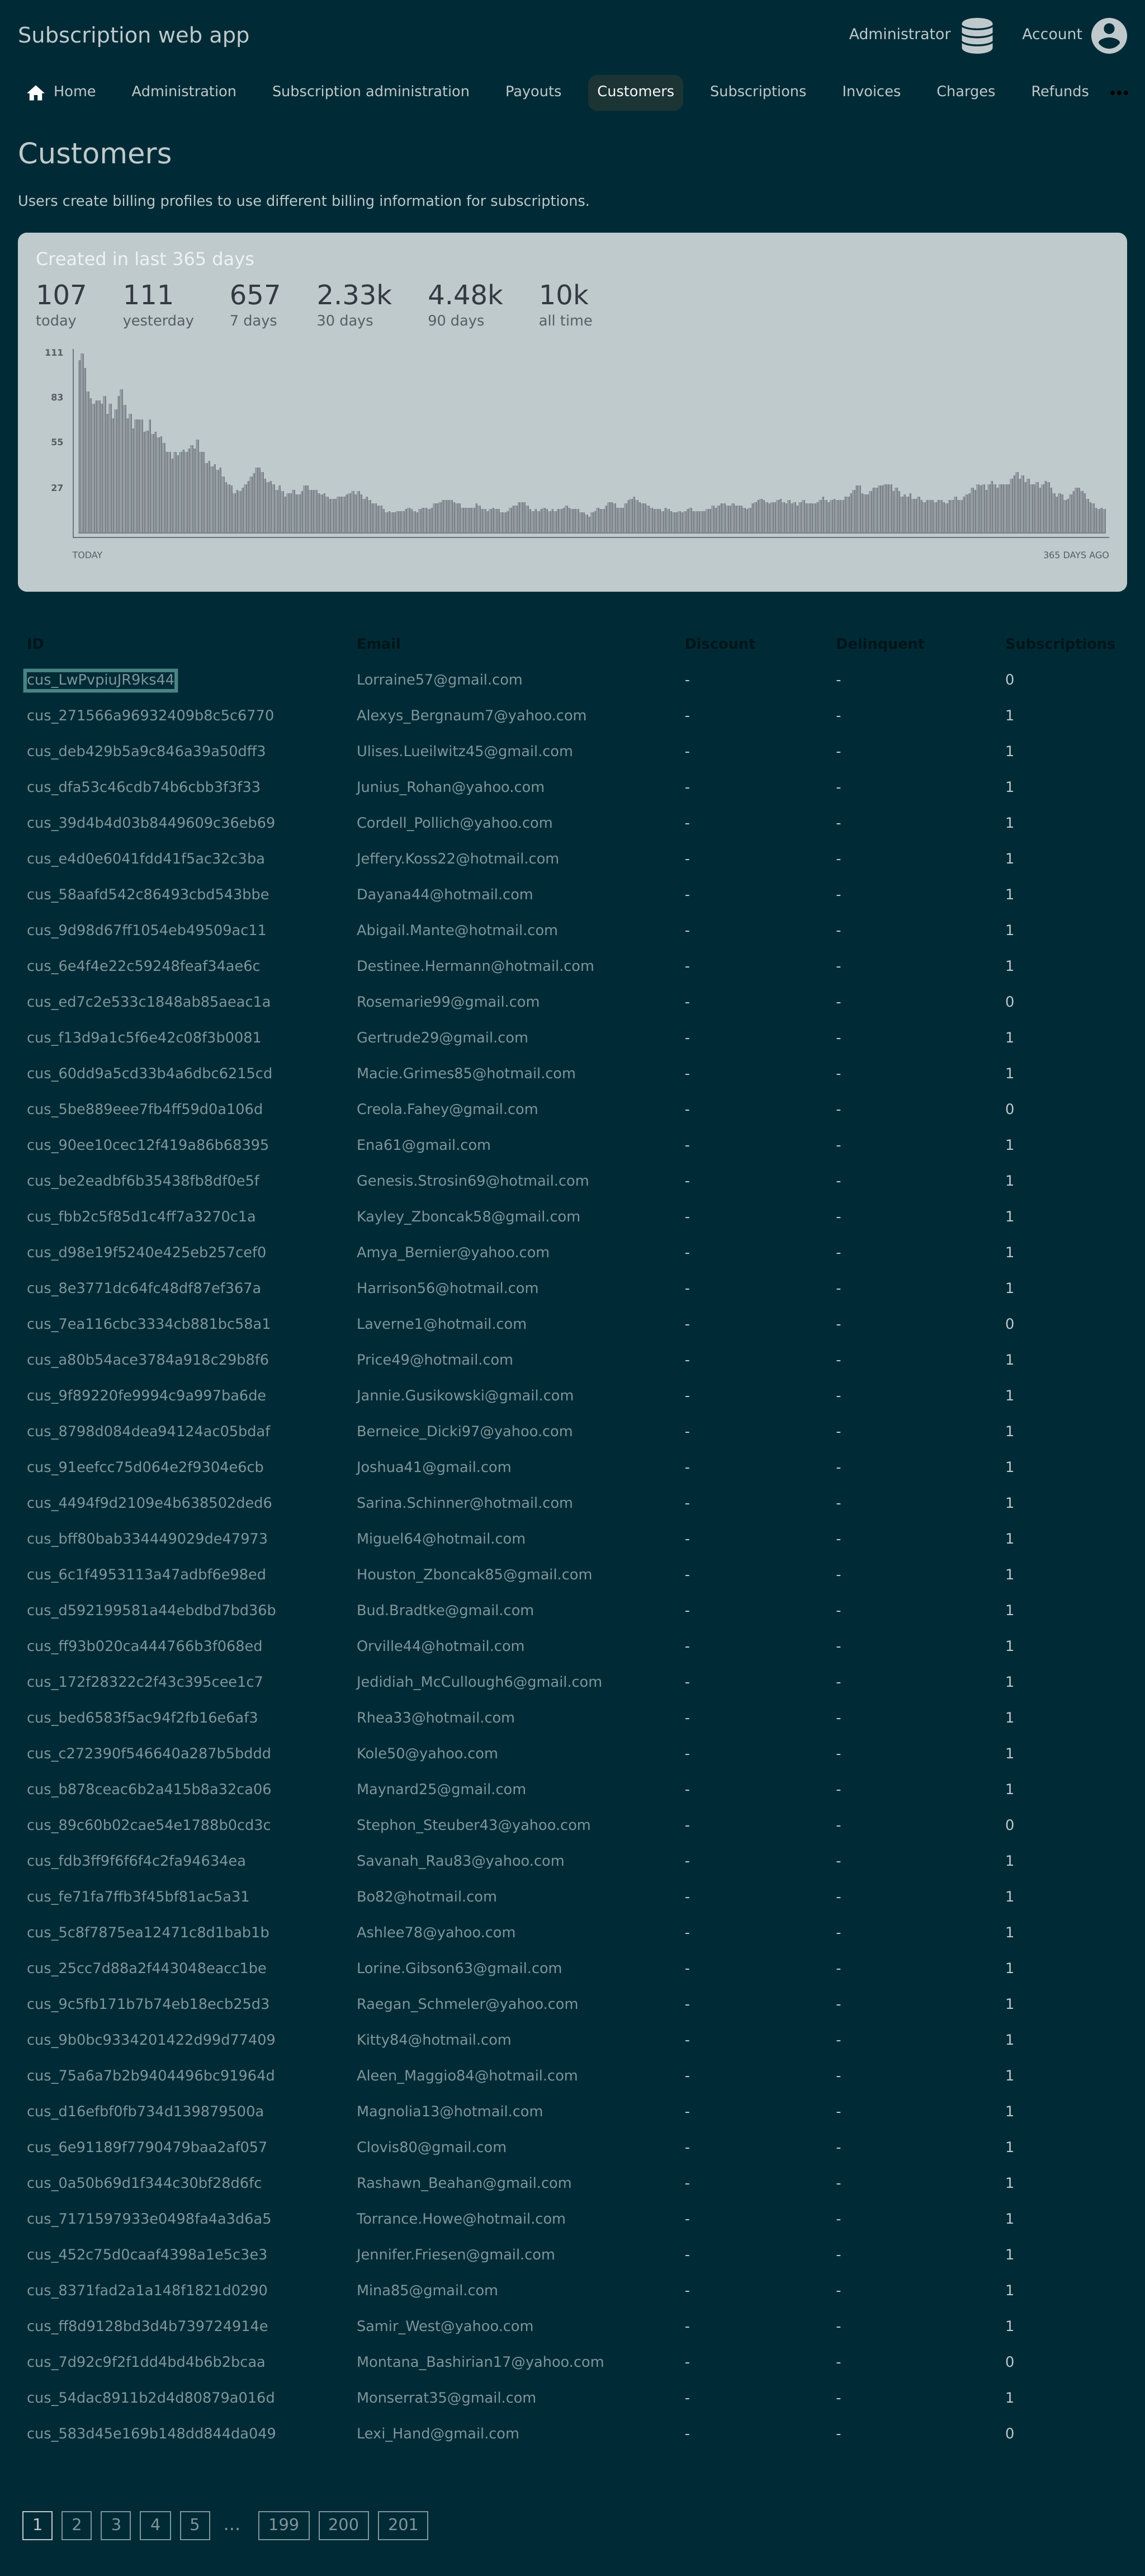 Subscription web app Administrator Account
Home Administration Subscription administration Payouts Customers Subscriptions Invoices Charges Refunds •••
Customers
Users create billing profiles to use different billing information for subscriptions.
Created in last 365 days
107 111 657 2.33k 4.48k 10k
today yesterday 7 days 30 days 90 days all time
111
83
55
27
TODAY 365 DAYS AGO
ID Email Discount Delinquent Subscriptions
cus_LwPvpiuJR9ks44 Lorraine57@gmail.com - - 0
cus_271566a96932409b8c5c6770 Alexys_Bergnaum7@yahoo.com - - 1
cus_deb429b5a9c846a39a50dff3 Ulises.Lueilwitz45@gmail.com - - 1
cus_dfa53c46cdb74b6cbb3f3f33 Junius_Rohan@yahoo.com - - 1
cus_39d4b4d03b8449609c36eb69 Cordell_Pollich@yahoo.com - - 1
cus_e4d0e6041fdd41f5ac32c3ba Jeffery.Koss22@hotmail.com - - 1
cus_58aafd542c86493cbd543bbe Dayana44@hotmail.com - - 1
cus_9d98d67ff1054eb49509ac11 Abigail.Mante@hotmail.com - - 1
cus_6e4f4e22c59248feaf34ae6c Destinee.Hermann@hotmail.com - - 1
cus_ed7c2e533c1848ab85aeac1a Rosemarie99@gmail.com - - 0
cus_f13d9a1c5f6e42c08f3b0081 Gertrude29@gmail.com - - 1
cus_60dd9a5cd33b4a6dbc6215cd Macie.Grimes85@hotmail.com - - 1
cus_5be889eee7fb4ff59d0a106d Creola.Fahey@gmail.com - - 0
cus_90ee10cec12f419a86b68395 Ena61@gmail.com - - 1
cus_be2eadbf6b35438fb8df0e5f Genesis.Strosin69@hotmail.com - - 1
cus_fbb2c5f85d1c4ff7a3270c1a Kayley_Zboncak58@gmail.com - - 1
cus_d98e19f5240e425eb257cef0 Amya_Bernier@yahoo.com - - 1
cus_8e3771dc64fc48df87ef367a Harrison56@hotmail.com - - 1
cus_7ea116cbc3334cb881bc58a1 Laverne1@hotmail.com - - 0
cus_a80b54ace3784a918c29b8f6 Price49@hotmail.com - - 1
cus_9f89220fe9994c9a997ba6de Jannie.Gusikowski@gmail.com - - 1
cus_8798d084dea94124ac05bdaf Berneice_Dicki97@yahoo.com - - 1
cus_91eefcc75d064e2f9304e6cb Joshua41@gmail.com - - 1
cus_4494f9d2109e4b638502ded6 Sarina.Schinner@hotmail.com - - 1
cus_bff80bab334449029de47973 Miguel64@hotmail.com - - 1
cus_6c1f4953113a47adbf6e98ed Houston_Zboncak85@gmail.com - - 1
cus_d592199581a44ebdbd7bd36b Bud.Bradtke@gmail.com - - 1
cus_ff93b020ca444766b3f068ed Orville44@hotmail.com - - 1
cus_172f28322c2f43c395cee1c7 Jedidiah_McCullough6@gmail.com - - 1
cus_bed6583f5ac94f2fb16e6af3 Rhea33@hotmail.com - - 1
cus_c272390f546640a287b5bddd Kole50@yahoo.com - - 1
cus_b878ceac6b2a415b8a32ca06 Maynard25@gmail.com - - 1
cus_89c60b02cae54e1788b0cd3c Stephon_Steuber43@yahoo.com - - 0
cus_fdb3ff9f6f6f4c2fa94634ea Savanah_Rau83@yahoo.com - - 1
cus_fe71fa7ffb3f45bf81ac5a31 Bo82@hotmail.com - - 1
cus_5c8f7875ea12471c8d1bab1b Ashlee78@yahoo.com - - 1
cus_25cc7d88a2f443048eacc1be Lorine.Gibson63@gmail.com - - 1
cus_9c5fb171b7b74eb18ecb25d3 Raegan_Schmeler@yahoo.com - - 1
cus_9b0bc9334201422d99d77409 Kitty84@hotmail.com - - 1
cus_75a6a7b2b9404496bc91964d Aleen_Maggio84@hotmail.com - - 1
cus_d16efbf0fb734d139879500a Magnolia13@hotmail.com - - 1
cus_6e91189f7790479baa2af057 Clovis80@gmail.com - - 1
cus_0a50b69d1f344c30bf28d6fc Rashawn_Beahan@gmail.com - - 1
cus_7171597933e0498fa4a3d6a5 Torrance.Howe@hotmail.com - - 1
cus_452c75d0caaf4398a1e5c3e3 Jennifer.Friesen@gmail.com - - 1
cus_8371fad2a1a148f1821d0290 Mina85@gmail.com - - 1
cus_ff8d9128bd3d4b739724914e Samir_West@yahoo.com - - 1
cus_7d92c9f2f1dd4bd4b6b2bcaa Montana_Bashirian17@yahoo.com - - 0
cus_54dac8911b2d4d80879a016d Monserrat35@gmail.com - - 1
cus_583d45e169b148dd844da049 Lexi_Hand@gmail.com - - 0
1 2 3 4 5 ... 199 200 201